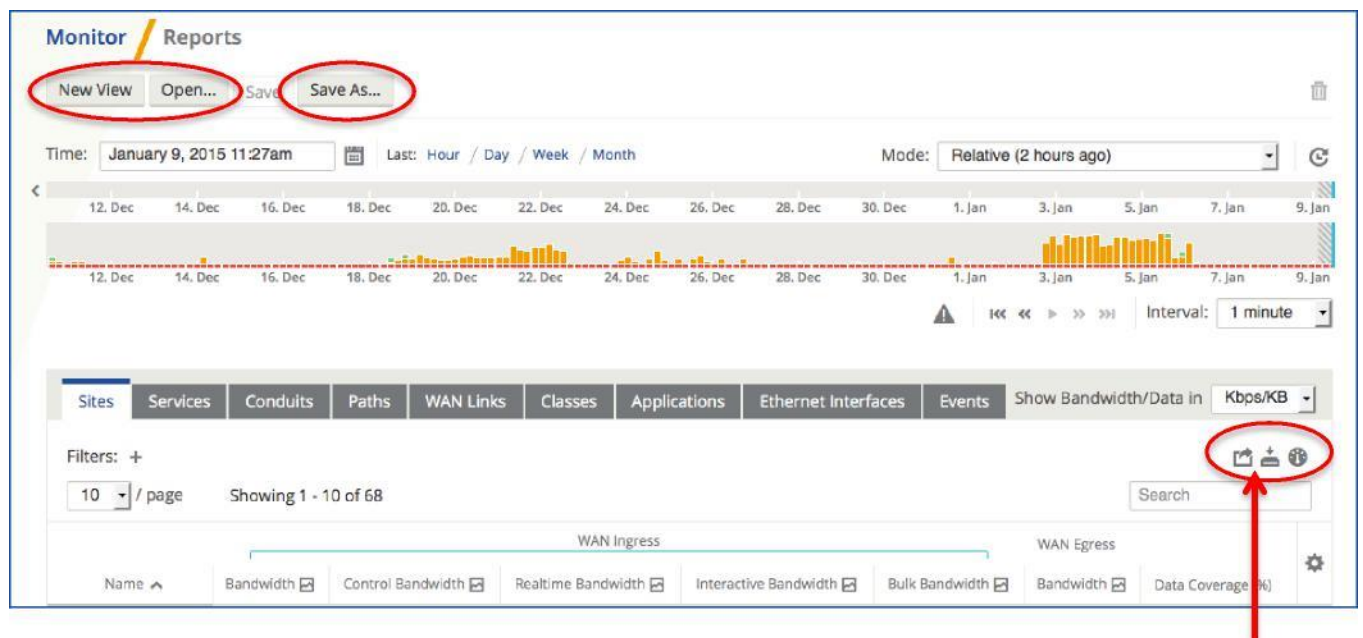 Monitor / Reports
New View Open... Save Save As...
Time: January 9, 2015 11:27am Last: Hour / Day / Week / Month Mode: Relative (2 hours ago)
12. Dec 14. Dec 16. Dec 18. Dec 20. Dec 22. Dec 24. Dec 26. Dec 28. Dec 30. Dec 1. Jan 3. Jan 5. Jan 7. Jan 9. Jan
12. Dec 14. Dec 16. Dec 18. Dec 20. Dec 22. Dec 24. Dec 26. Dec 28. Dec 30. Dec 1. Jan 3. Jan 5. Jan 7. Jan 9. Jan
Interval: 1 minute
Sites Services Conduits Paths WAN Links Classes Applications Ethernet Interfaces Events Show Bandwidth/Data in Kbps/KB
Filters: +
10 / page Showing 1 - 10 of 68 Search
WAN Ingress WAN Egress
Name Bandwidth Control Bandwidth Realtime Bandwidth Interactive Bandwidth Bulk Bandwidth Bandwidth Data Coverage (%)